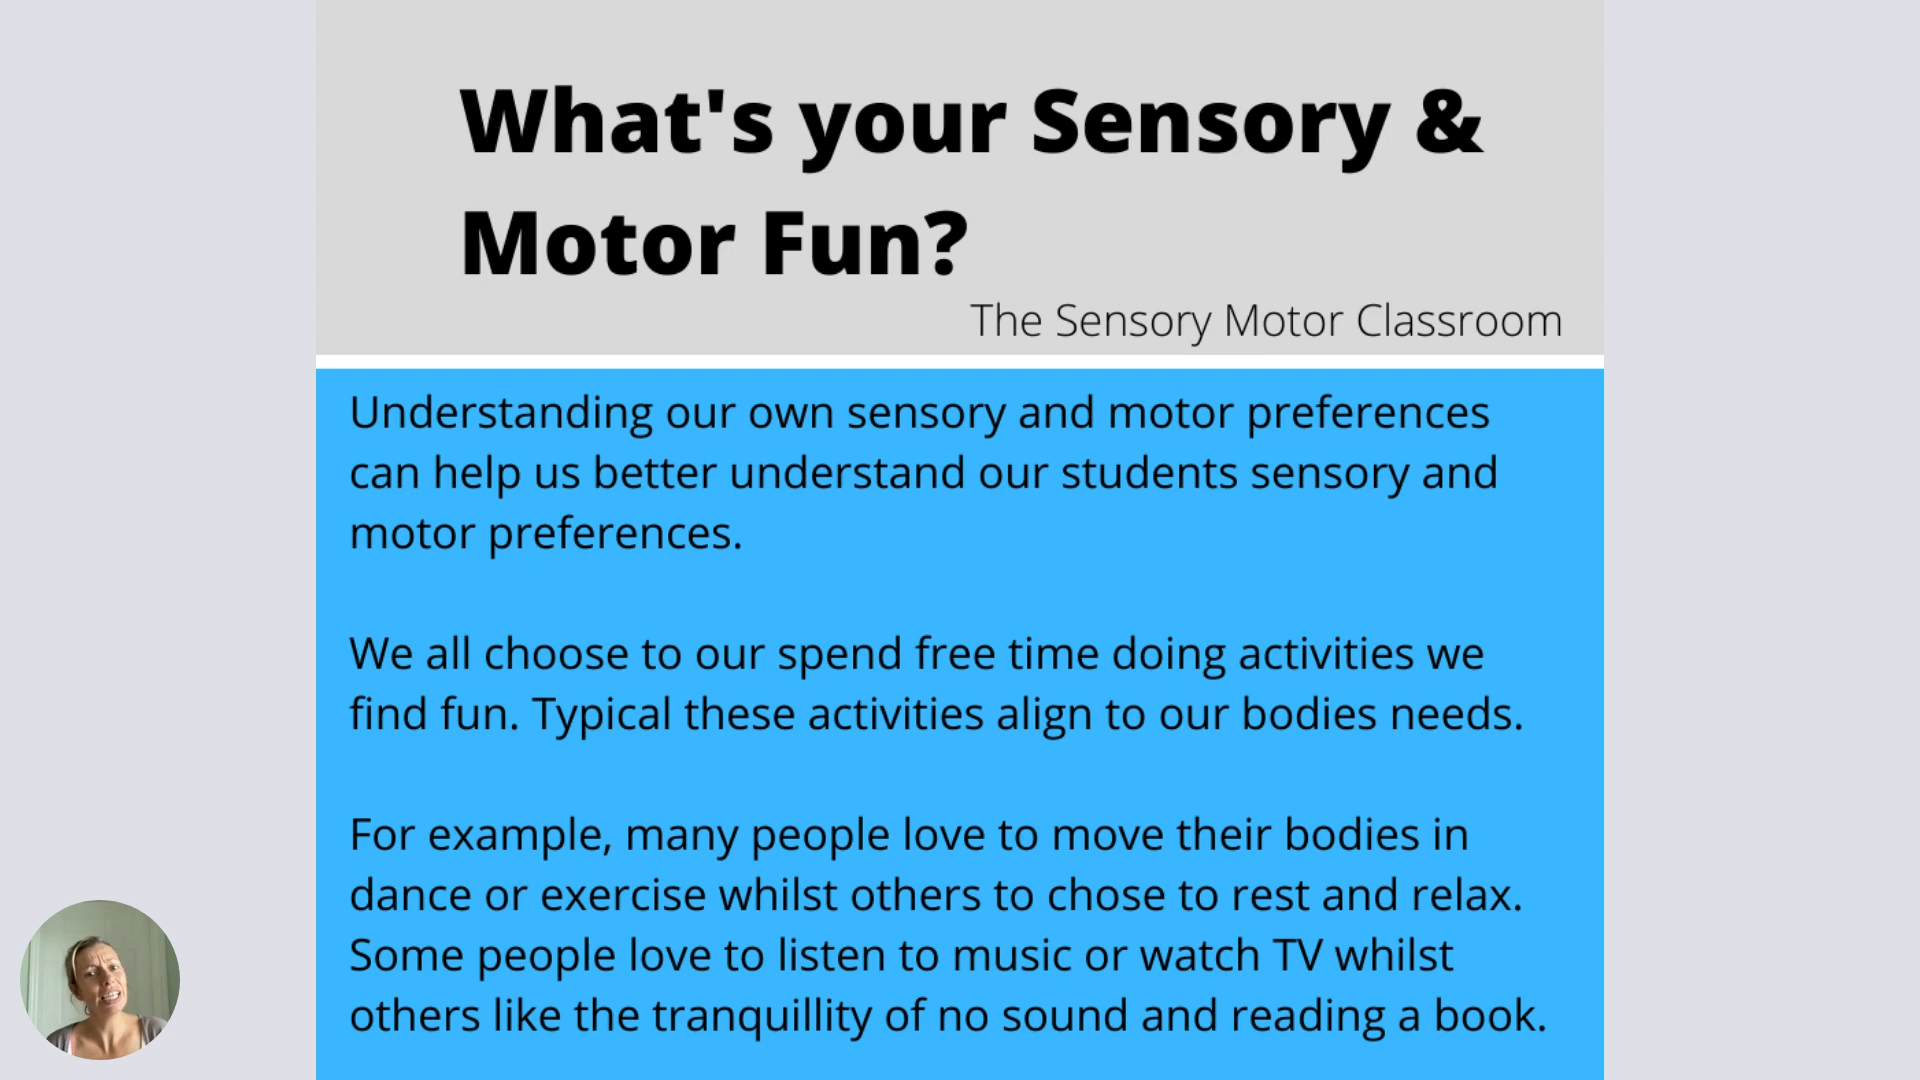 What's your Sensory &
Motor Fun?
The Sensory Motor Classroom
Understanding our own sensory and motor preferences
can help us better understand our students sensory and
motor preferences.
We all choose to our spend free time doing activities we
find fun. Typical these activities align to our bodies needs.
For example, many people love to move their bodies in
dance or exercise whilst others to chose to rest and relax.
Some people love to listen to music or watch TV whilst
others like the tranquillity of no sound and reading a book.